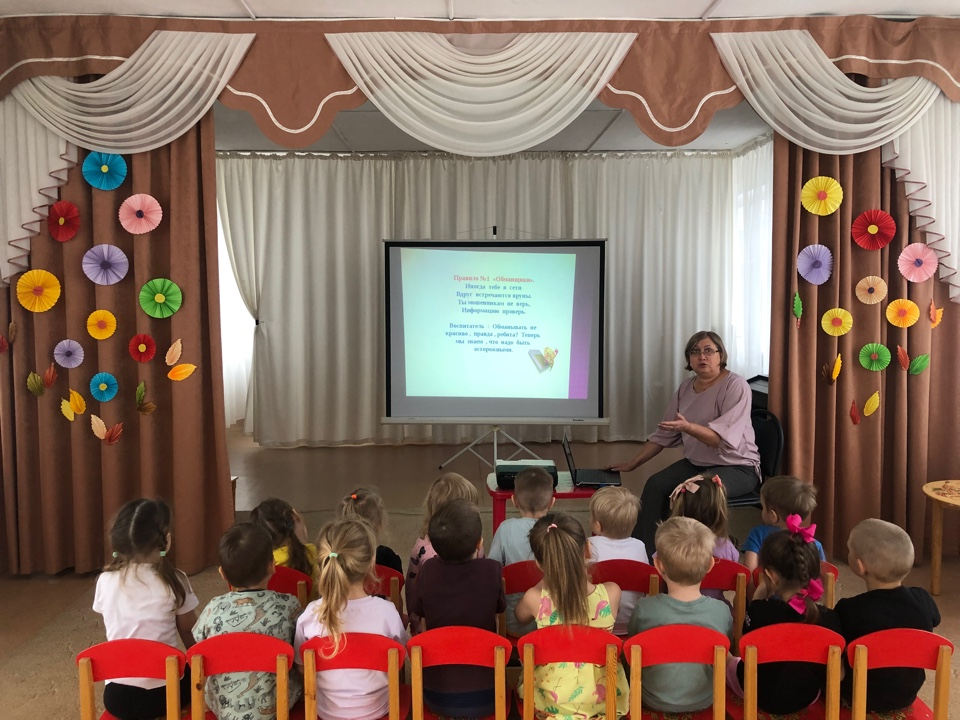 Правило №1 «Обманщики».
Иногда тебе в сети
Вдруг встречаются вруны.
Ты мошенникам не верь,
Информацию проверь.
Воспитатель : Обманывать не
красиво , правда , ребята? Теперь
мы знаем , что надо быть
осторожными.